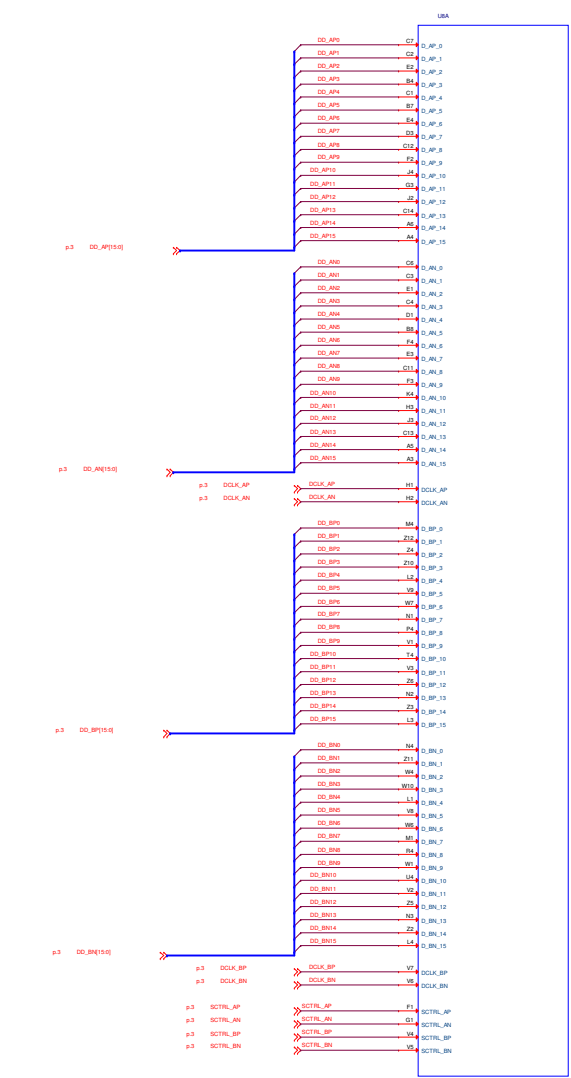 U8A
DD_AP0 C7 D_AP_0
DD_AP1 C2 D_AP_1
DD_AP2 E2 D_AP_2
DD_AP3 B4 D_AP_3
DD_AP4 C1 D_AP_4
DD_AP5 B7 D_AP_5
DD_AP6 E4 D_AP_6
DD_AP7 D3 D_AP_7
DD_AP8 C12 D_AP_8
DD_AP9 F2 D_AP_9
DD_AP10 J4 D_AP_10
DD_AP11 G3 D_AP_11
DD_AP12 J2 D_AP_12
DD_AP13 C14 D_AP_13
DD_AP14 A6 D_AP_14
DD_AP15 A4 D_AP_15
p.3 DD_AP[15:0]
DD_AN0 C6 D_AN_0
DD_AN1 C3 D_AN_1
DD_AN2 E1 D_AN_2
DD_AN3 C4 D_AN_3
DD_AN4 D1 D_AN_4
DD_AN5 B8 D_AN_5
DD_AN6 F4 D_AN_6
DD_AN7 E3 D_AN_7
DD_AN8 C11 D_AN_8
DD_AN9 F3 D_AN_9
DD_AN10 K4 D_AN_10
DD_AN11 H3 D_AN_11
DD_AN12 J3 D_AN_12
DD_AN13 C13 D_AN_13
DD_AN14 A5 D_AN_14
DD_AN15 A3 D_AN_15
p.3 DD_AN[15:0]
p.3 DCLK_AP DCLK_AP H1 DCLK_AP
p.3 DCLK_AN DCLK_AN H2 DCLK_AN
DD_BP0 M4 D_BP_0
DD_BP1 Z12 D_BP_1
DD_BP2 Z4 D_BP_2
DD_BP3 Z10 D_BP_3
DD_BP4 L2 D_BP_4
DD_BP5 V9 D_BP_5
DD_BP6 W7 D_BP_6
DD_BP7 N1 D_BP_7
DD_BP8 P4 D_BP_8
DD_BP9 V1 D_BP_9
DD_BP10 T4 D_BP_10
DD_BP11 V3 D_BP_11
DD_BP12 Z6 D_BP_12
DD_BP13 N2 D_BP_13
DD_BP14 Z3 D_BP_14
DD_BP15 L3 D_BP_15
p.3 DD_BP[15:0]
DD_BN0 N4 D_BN_0
DD_BN1 Z11 D_BN_1
DD_BN2 W4 D_BN_2
DD_BN3 W10 D_BN_3
DD_BN4 L1 D_BN_4
DD_BN5 V8 D_BN_5
DD_BN6 W6 D_BN_6
DD_BN7 M1 D_BN_7
DD_BN8 R4 D_BN_8
DD_BN9 W1 D_BN_9
DD_BN10 U4 D_BN_10
DD_BN11 V2 D_BN_11
DD_BN12 Z5 D_BN_12
DD_BN13 N3 D_BN_13
DD_BN14 Z2 D_BN_14
DD_BN15 L4 D_BN_15
p.3 DD_BN[15:0]
p.3 DCLK_BP DCLK_BP V7 DCLK_BP
p.3 DCLK_BN DCLK_BN V6 DCLK_BN
p.3 SCTRL_AP SCTRL_AP F1 SCTRL_AP
p.3 SCTRL_AN SCTRL_AN G1 SCTRL_AN
p.3 SCTRL_BP SCTRL_BP V4 SCTRL_BP
p.3 SCTRL_BN SCTRL_BN V5 SCTRL_BN